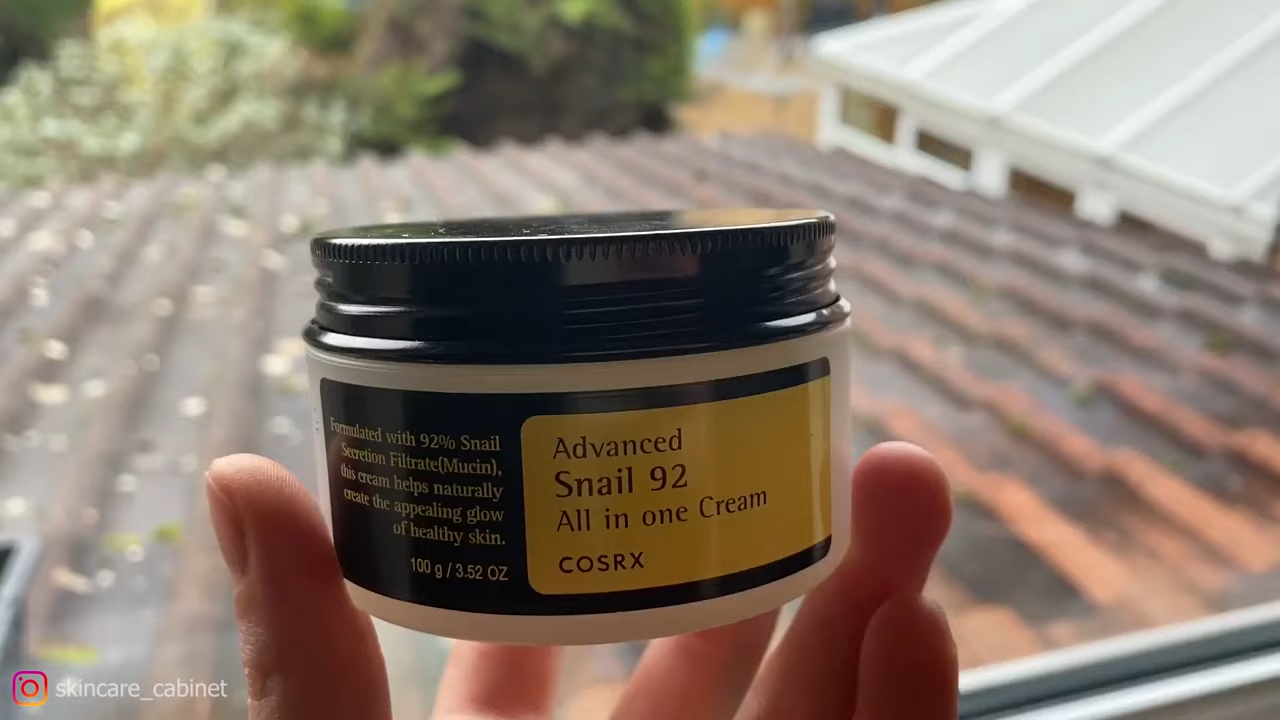 Formulated with 92% Snail
Secretion Filtrate(Mucin),
this cream helps naturally
create the appealing glow
of healthy skin.
100 g / 3.52 OZ
Advanced
Snail 92
All in one Cream
COSRX
skincare_cabinet